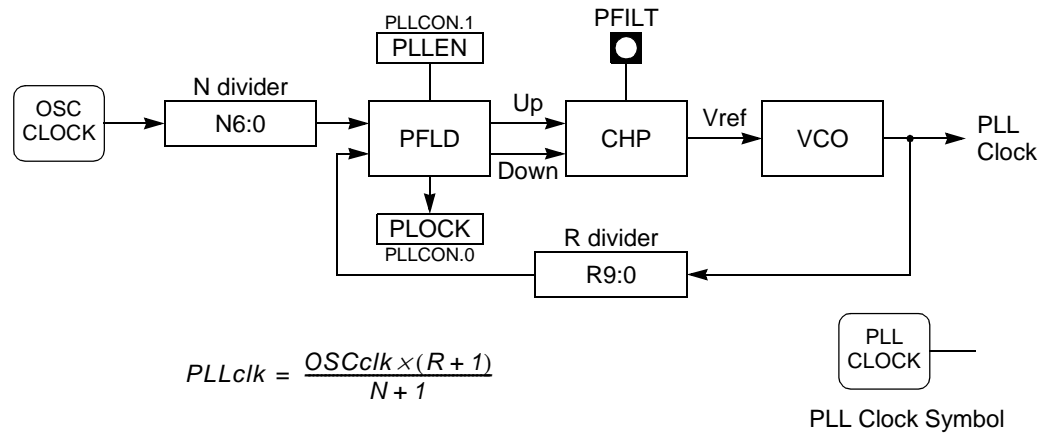 PLLCON.1
PLLEN
PFILT
OSC
CLOCK
N divider
N6:0
PFLD
Up
Down
CHP
Vref
VCO
PLL
Clock
PLOCK
PLLCON.0
R divider
R9:0
PLLclk = OSCclk × (R + 1)
N + 1
PLL
CLOCK
PLL Clock Symbol